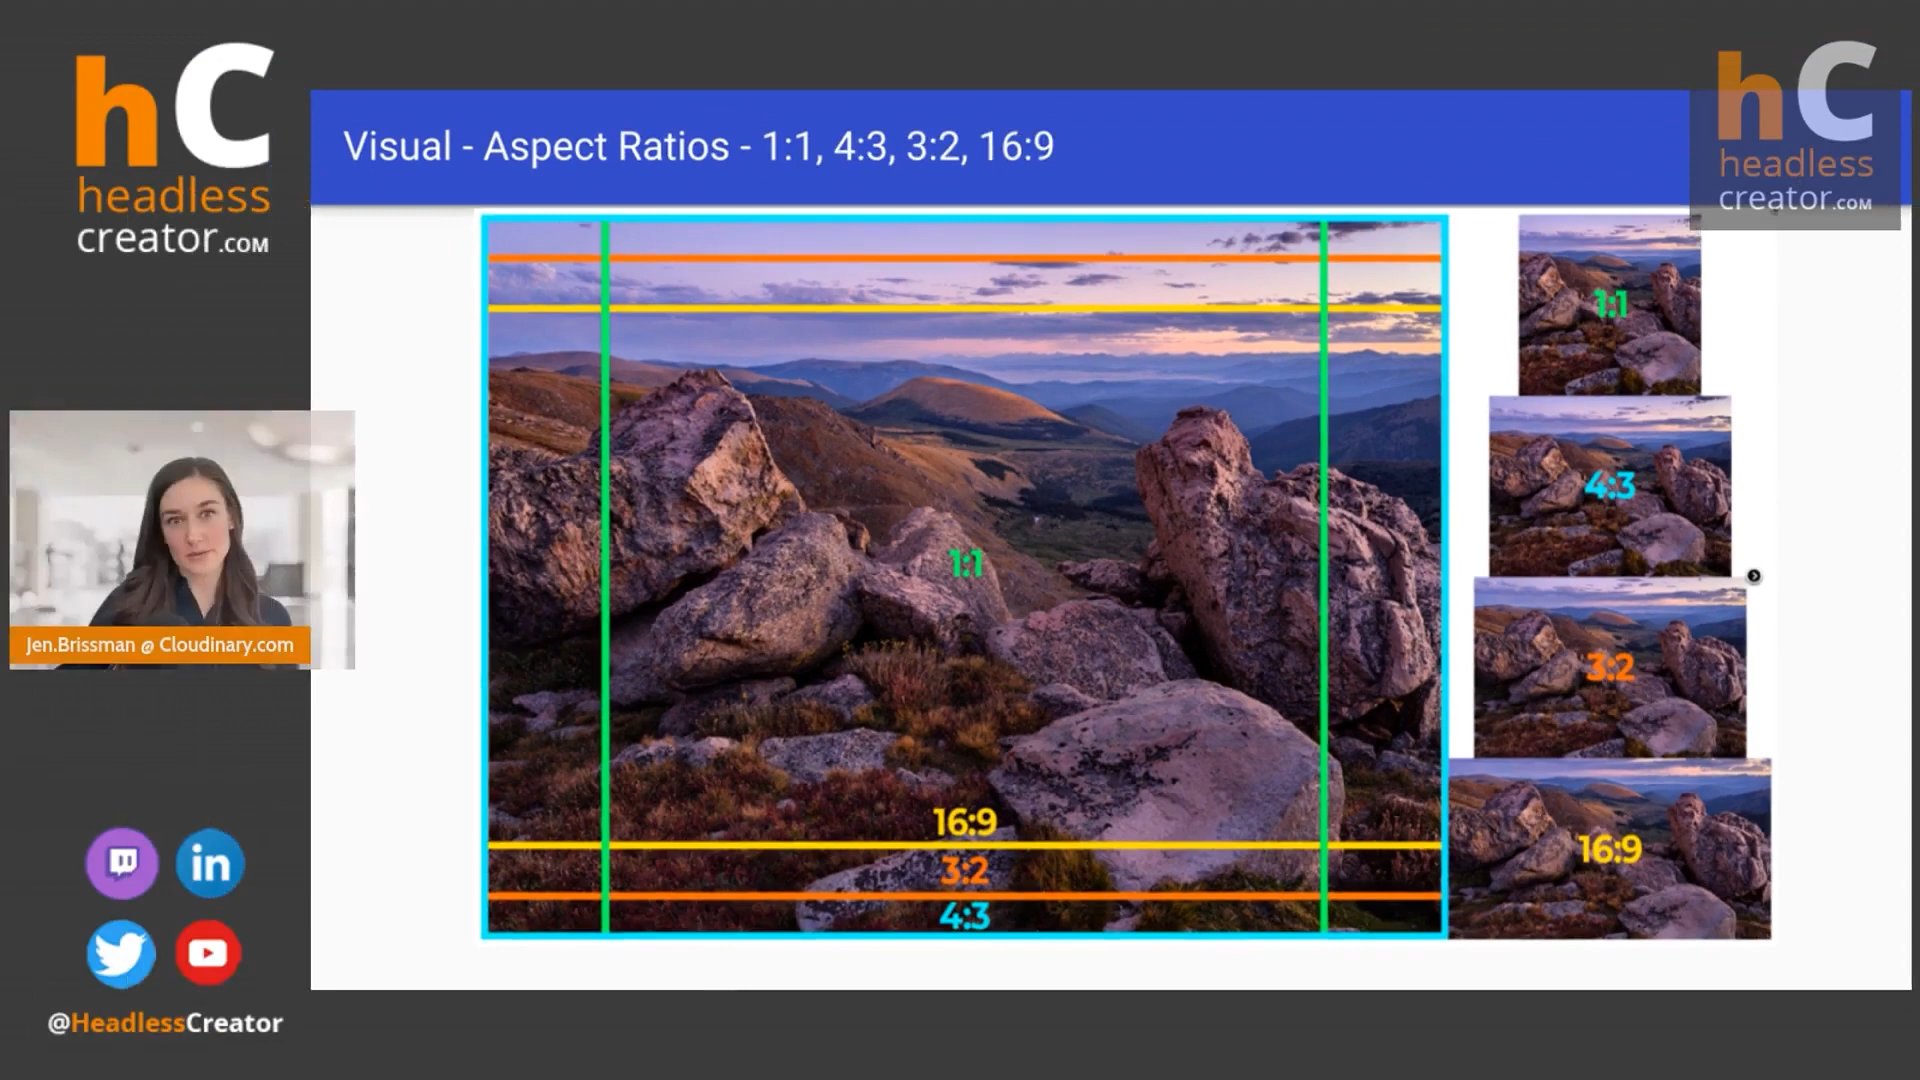 hC
headless
creator.com
Visual - Aspect Ratios - 1:1, 4:3, 3:2, 16:9
hC
headless
creator.com
1:1
16:9
3:2
4:3
1:1
4:3
3:2
16:9
Jen.Brissman @ Cloudinary.com
in
@HeadlessCreator